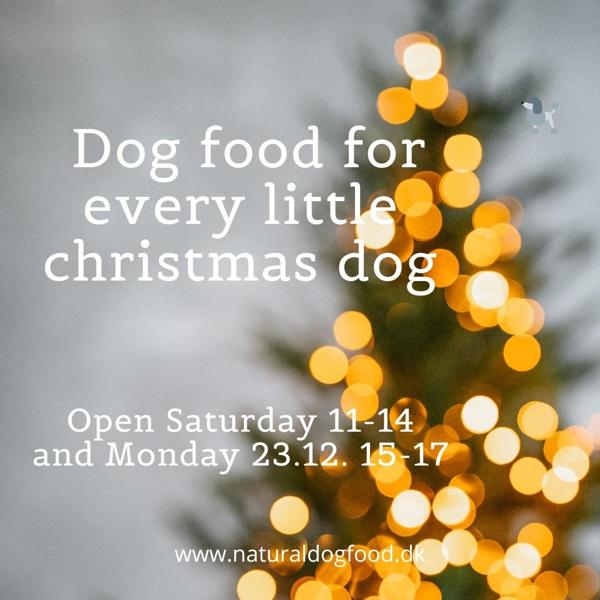 Dog food for
every little
christmas dog
Open Saturday 11-14
and Monday 23.12. 15-17
www.naturaldogfood.dk